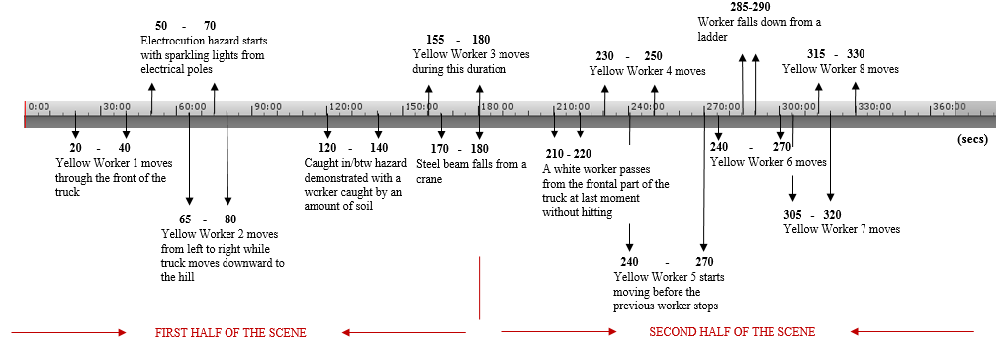 285-290
Worker falls down from a
ladder
50 - 70
Electrocution hazard starts
with sparkling lights from
electrical poles
155 - 180
Yellow Worker 3 moves
during this duration
230 - 250
Yellow Worker 4 moves
315 - 330
Yellow Worker 8 moves
0:00 30:00 60:00 90:00 120:00 150:00 180:00 210:00 240:00 270:00 300:00 330:00 360:00
(secs)
20 - 40
Yellow Worker 1 moves
through the front of the
truck
120 - 140
Caught in/btw hazard
demonstrated with a
worker caught by an
amount of soil
170 - 180
Steel beam falls from a
crane
210 - 220
A white worker passes
from the frontal part of the
truck at last moment
without hitting
240 - 270
Yellow Worker 6 moves
65 - 80
Yellow Worker 2 moves
from left to right while
truck moves downward to
the hill
305 - 320
Yellow Worker 7 moves
240 - 270
Yellow Worker 5 starts
moving before the
previous worker stops
FIRST HALF OF THE SCENE
SECOND HALF OF THE SCENE